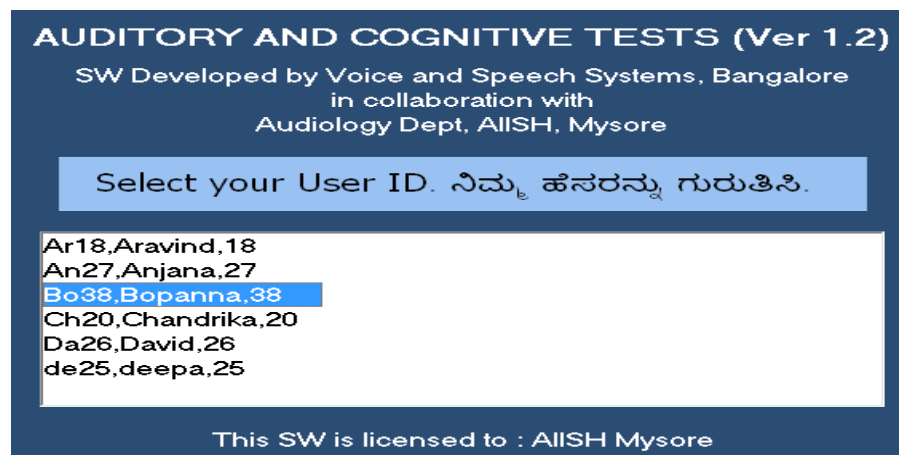 AUDITORY AND COGNITIVE TESTS (Ver 1.2)
SW Developed by Voice and Speech Systems, Bangalore
in collaboration with
Audiology Dept, AIISH, Mysore
Select your User ID. ನಿಮ್ಮ ಹೆಸರನ್ನು ಗುರುತಿಸಿ.
Ar18,Aravind,18
An27,Anjana,27
Bo38,Bopanna,38
Ch20,Chandrika,20
Da26,David,26
de25,deepa,25
This SW is licensed to : AIISH Mysore